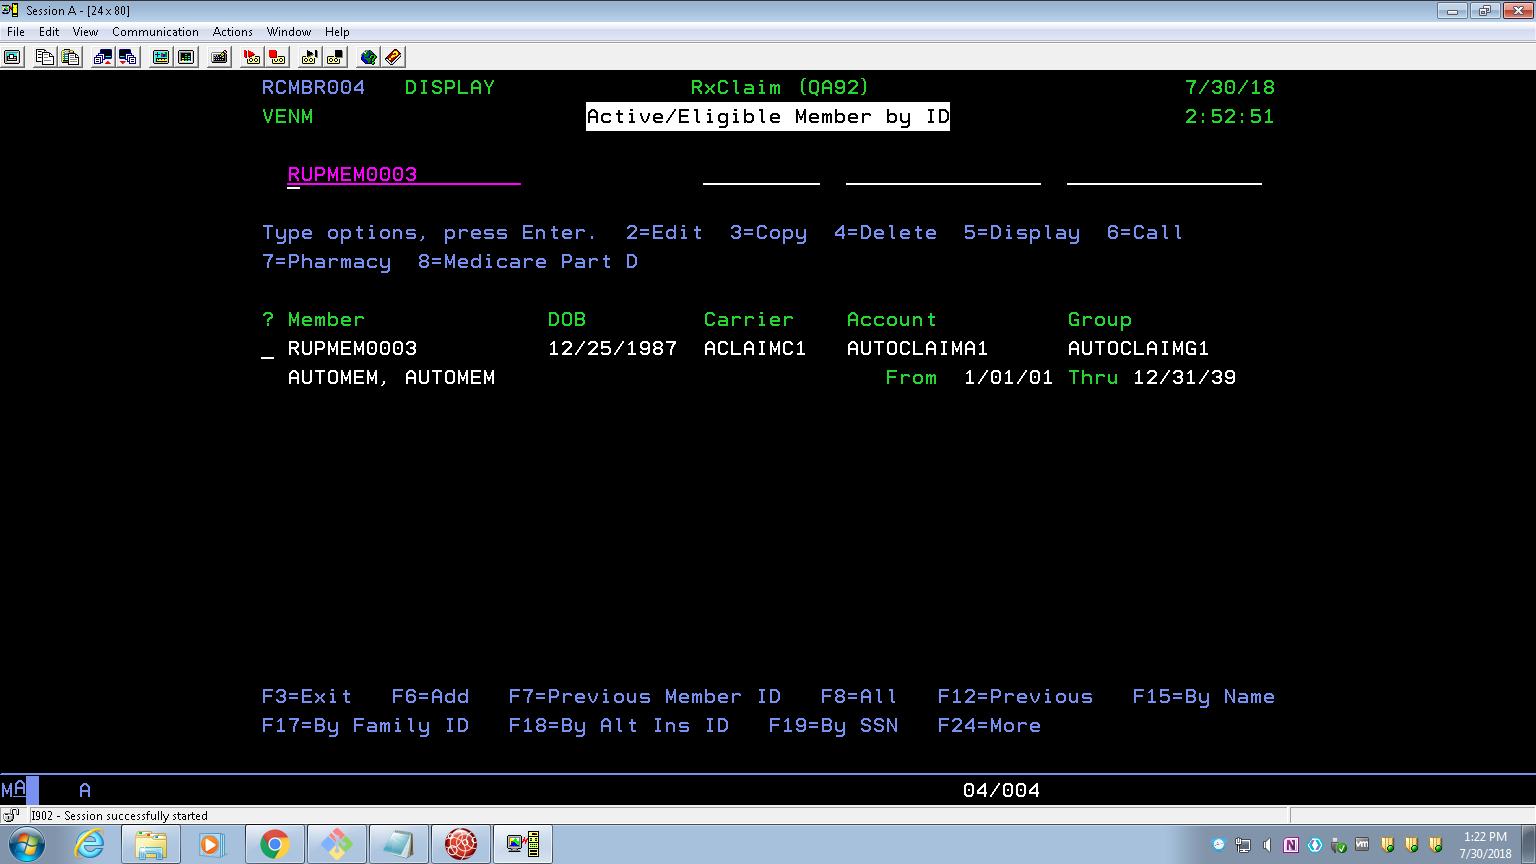 Session A - [24 x 80]
File Edit View Communication Actions Window Help
RCMBR004 DISPLAY RxClaim (QA92) 7/30/18
VENM Active/Eligible Member by ID 2:52:51
RUPMEM0003
Type options, press Enter. 2=Edit 3=Copy 4=Delete 5=Display 6=Call
7=Pharmacy 8=Medicare Part D
? Member DOB Carrier Account Group
_ RUPMEM0003 12/25/1987 ACLAIMC1 AUTOCLAIMA1 AUTOCLAIMG1
AUTOMEM, AUTOMEM From 1/01/01 Thru 12/31/39
F3=Exit F6=Add F7=Previous Member ID F8=All F12=Previous F15=By Name
F17=By Family ID F18=By Alt Ins ID F19=By SSN F24=More
MA A 04/004
I902 - Session successfully started
1:22 PM
7/30/2018